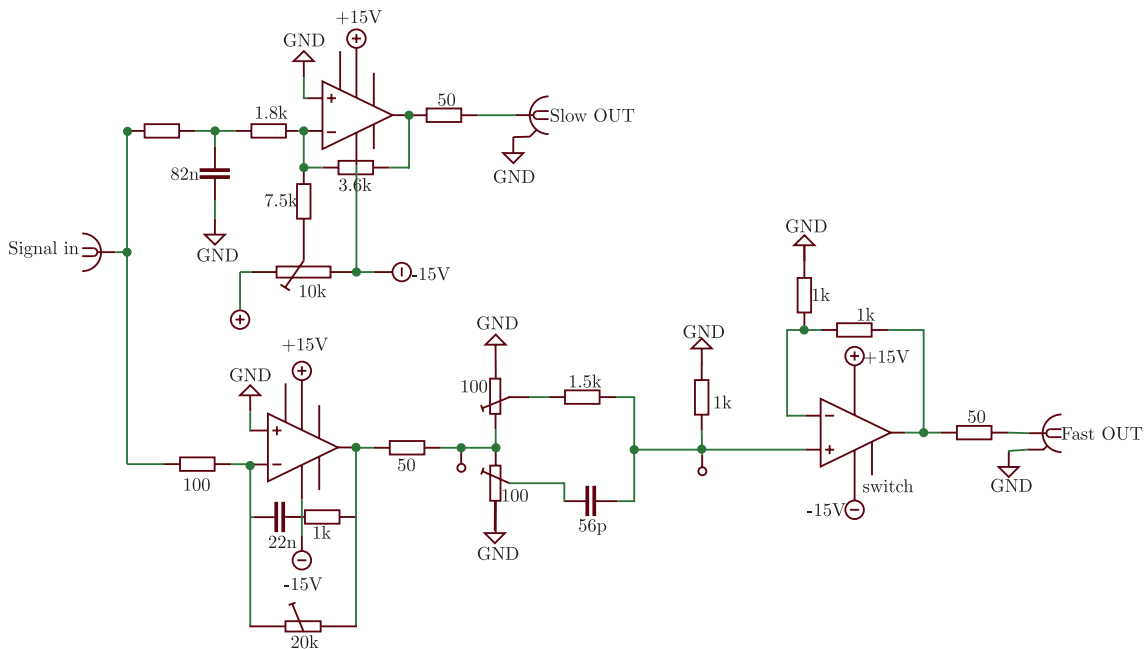 +15V
GND
50
Slow OUT
1.8k
GND
82n
3.6k
7.5k
GND
Signal in
10k
-15V
GND
1k
GND
1k
+15V
GND
+15V
GND
100
1.5k
1k
50
Fast OUT
100
50
100
switch
GND
56p
-15V
22n
1k
GND
-15V
20k